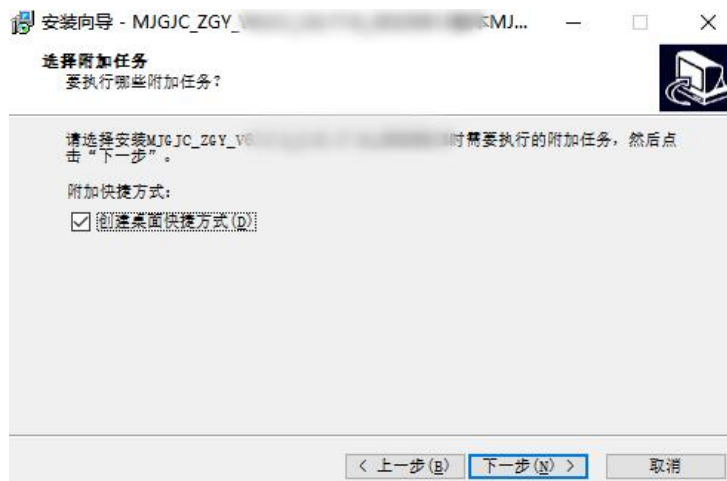 安装向导 - MJGJC_ZGY_ MJ...
选择附加任务
要执行哪些附加任务?
请选择安装MJGJC_ZGY_V 时需要执行的附加任务，然后点
击“下一步”。
附加快捷方式:
创建桌面快捷方式(D)
< 上一步(B)
下一步(N) >
取消